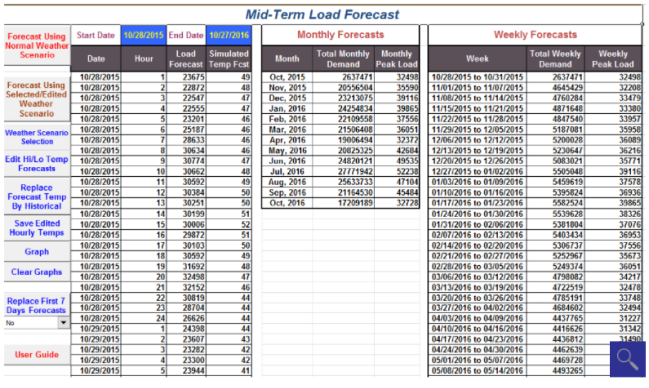 Mid-Term Load Forecast
Forecast Using
Normal Weather
Scenario
Forecast Using
Selected/Edited
Weather
Scenario
Weather Scenario
Selection
Edit Hi/Lo Temp
Forecasts
Replace
Forecast Temp
By Historical
Save Edited
Hourly Temps
Graph
Clear Graphs
Replace First 7
Days Forecasts
No
User Guide
Start Date 10/28/2015 End Date 10/27/2016
Date Hour Load Forecast Simulated Temp Fcst
10/28/2015 1 23675 49
10/28/2015 2 22872 48
10/28/2015 3 22547 47
10/28/2015 4 22555 47
10/28/2015 5 23201 46
10/28/2015 6 25187 46
10/28/2015 7 28633 46
10/28/2015 8 30634 46
10/28/2015 9 30774 47
10/28/2015 10 30662 48
10/28/2015 11 30592 49
10/28/2015 12 30384 50
10/28/2015 13 30251 50
10/28/2015 14 30199 51
10/28/2015 15 30006 52
10/28/2015 16 29872 51
10/28/2015 17 30103 50
10/28/2015 18 30592 49
10/28/2015 19 31692 48
10/28/2015 20 32498 47
10/28/2015 21 32152 46
10/28/2015 22 30819 44
10/28/2015 23 28704 44
10/28/2015 24 26626 44
10/29/2015 1 24398 44
10/29/2015 2 23607 43
10/29/2015 3 23282 42
10/29/2015 4 23300 42
10/29/2015 5 23944 41
Monthly Forecasts
Month Total Monthly Demand Monthly Peak Load
Oct, 2015 2637471 32498
Nov, 2015 20556504 35590
Dec, 2015 23213075 39116
Jan, 2016 24254834 39865
Feb, 2016 22109558 37556
Mar, 2016 21506408 36051
Apr, 2016 19006494 32372
May, 2016 20825325 42684
Jun, 2016 24820121 49535
Jul, 2016 27771942 52238
Aug, 2016 25633733 47104
Sep, 2016 21164530 45484
Oct, 2016 17209189 32728
Weekly Forecasts
Week Total Weekly Demand Weekly Peak Load
10/28/2015 to 10/31/2015 2637471 32498
11/01/2015 to 11/07/2015 4645429 32208
11/08/2015 to 11/14/2015 4760284 33479
11/15/2015 to 11/21/2015 4871648 33380
11/22/2015 to 11/28/2015 4847540 33957
11/29/2015 to 12/05/2015 5187081 35958
12/06/2015 to 12/12/2015 5200028 36089
12/13/2015 to 12/19/2015 5230647 36216
12/20/2015 to 12/26/2015 5083021 35771
12/27/2015 to 01/02/2016 5505048 39116
01/03/2016 to 01/09/2016 5459619 37578
01/10/2016 to 01/16/2016 5395824 36936
01/17/2016 to 01/23/2016 5582524 39865
01/24/2016 to 01/30/2016 5539628 38326
01/31/2016 to 02/06/2016 5381804 37076
02/07/2016 to 02/13/2016 5403434 36953
02/14/2016 to 02/20/2016 5306737 37556
02/21/2016 to 02/27/2016 5252967 35673
02/28/2016 to 03/05/2016 5249374 36051
03/06/2016 to 03/12/2016 4798082 34217
03/13/2016 to 03/19/2016 4722519 32478
03/20/2016 to 03/26/2016 4785191 33748
03/27/2016 to 04/02/2016 4684602 32494
04/03/2016 to 04/09/2016 4437765 31227
04/10/2016 to 04/16/2016 4416626 31342
04/17/2016 to 04/23/2016 4436812 31490
04/24/2016 to 04/30/2016 4462639
05/01/2016 to 05/07/2016 4469728
05/08/2016 to 05/14/2016 4493265